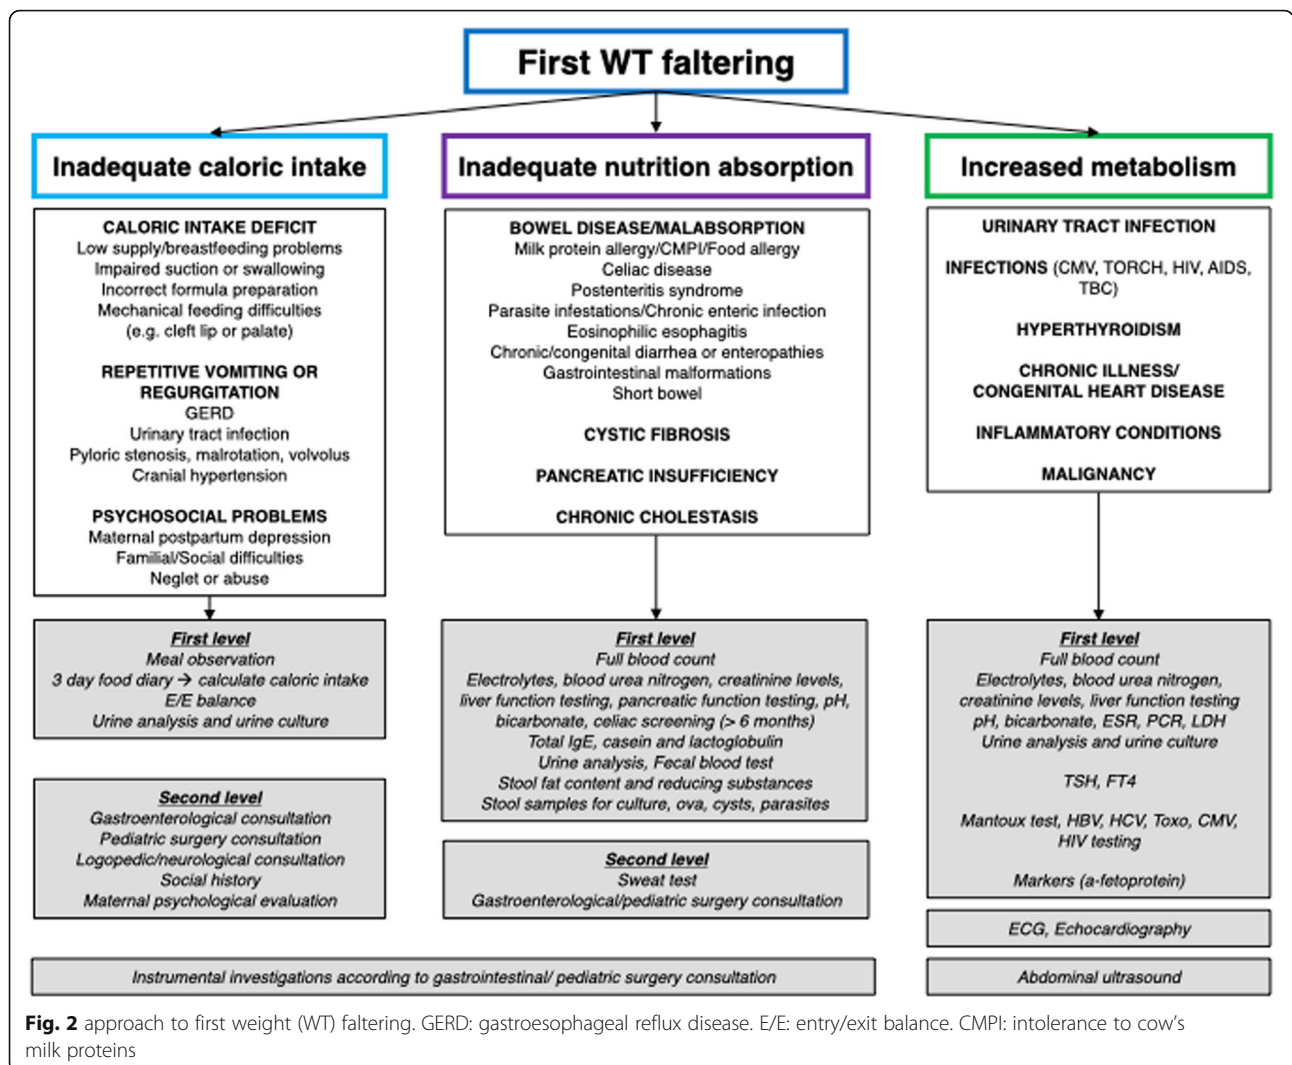 First WT faltering
Inadequate caloric intake
CALORIC INTAKE DEFICIT
Low supply/breastfeeding problems
Impaired suction or swallowing
Incorrect formula preparation
Mechanical feeding difficulties
(e.g. cleft lip or palate)
REPETITIVE VOMITING OR
REGURGITATION
GERD
Urinary tract infection
Pyloric stenosis, malrotation, volvolus
Cranial hypertension
PSYCHOSOCIAL PROBLEMS
Maternal postpartum depression
Familial/Social difficulties
Neglet or abuse
First level
Meal observation
3 day food diary → calculate caloric intake
E/E balance
Urine analysis and urine culture
Second level
Gastroenterological consultation
Pediatric surgery consultation
Logopedic/neurological consultation
Social history
Maternal psychological evaluation
Inadequate nutrition absorption
BOWEL DISEASE/MALABSORPTION
Milk protein allergy/CMPI/Food allergy
Celiac disease
Postenteritis syndrome
Parasite infestations/Chronic enteric infection
Eosinophilic esophagitis
Chronic/congenital diarrhea or enteropathies
Gastrointestinal malformations
Short bowel
CYSTIC FIBROSIS
PANCREATIC INSUFFICIENCY
CHRONIC CHOLESTASIS
First level
Full blood count
Electrolytes, blood urea nitrogen, creatinine levels,
liver function testing, pancreatic function testing, pH,
bicarbonate, celiac screening (> 6 months)
Total IgE, casein and lactoglobulin
Urine analysis, Fecal blood test
Stool fat content and reducing substances
Stool samples for culture, ova, cysts, parasites
Second level
Sweat test
Gastroenterological/pediatric surgery consultation
Instrumental investigations according to gastrointestinal/ pediatric surgery consultation
Increased metabolism
URINARY TRACT INFECTION
INFECTIONS (CMV, TORCH, HIV, AIDS,
TBC)
HYPERTHYROIDISM
CHRONIC ILLNESS/
CONGENITAL HEART DISEASE
INFLAMMATORY CONDITIONS
MALIGNANCY
First level
Full blood count
Electrolytes, blood urea nitrogen,
creatinine levels, liver function testing
pH, bicarbonate, ESR, PCR, LDH
Urine analysis and urine culture
TSH, FT4
Mantoux test, HBV, HCV, Toxo, CMV,
HIV testing
Markers (a-fetoprotein)
ECG, Echocardiography
Abdominal ultrasound
Fig. 2 approach to first weight (WT) faltering. GERD: gastroesophageal reflux disease. E/E: entry/exit balance. CMPI: intolerance to cow's
milk proteins